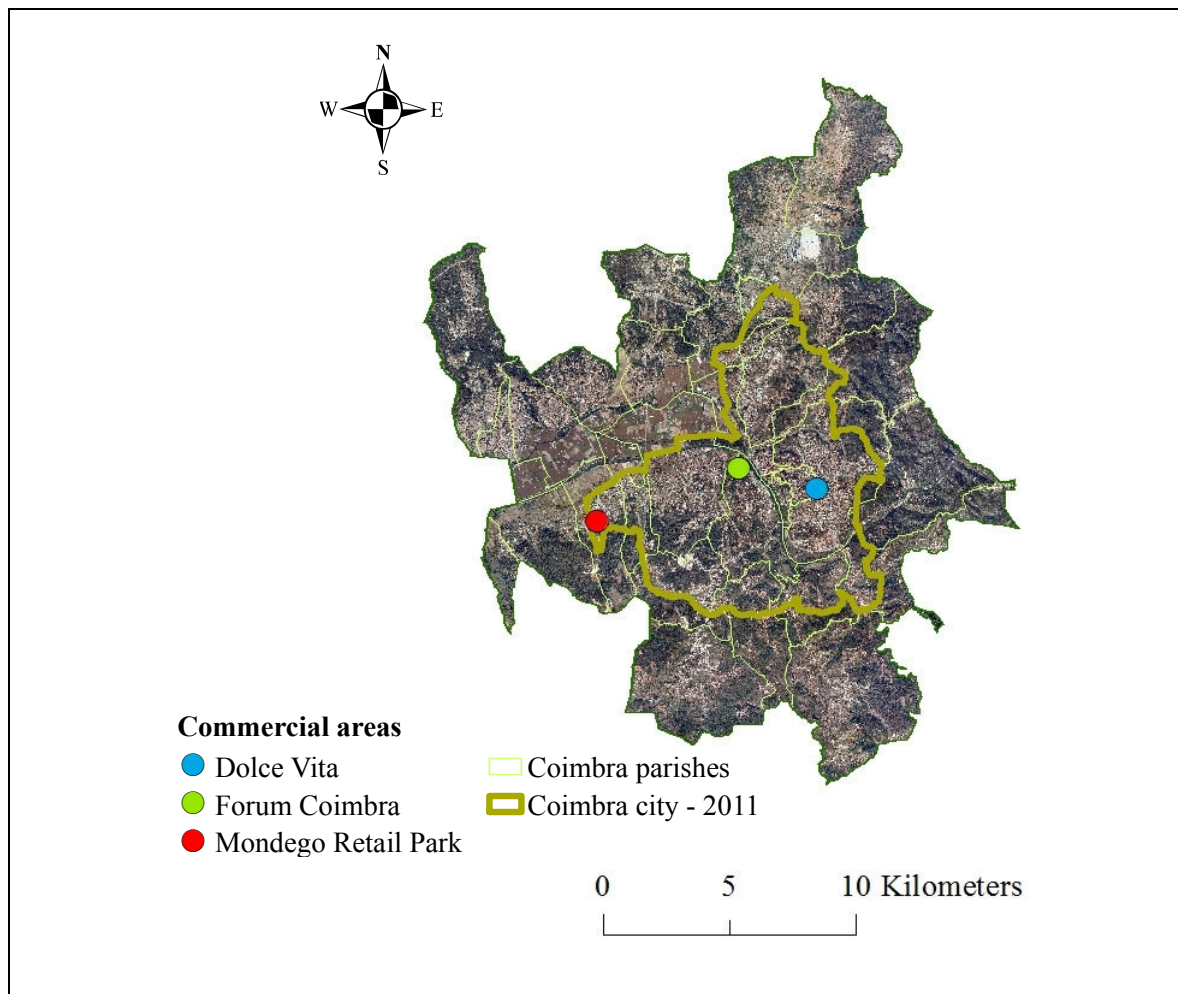 N
W E
S
Commercial areas
Dolce Vita
Forum Coimbra
Mondego Retail Park
Coimbra parishes
Coimbra city - 2011
0 5 10 Kilometers